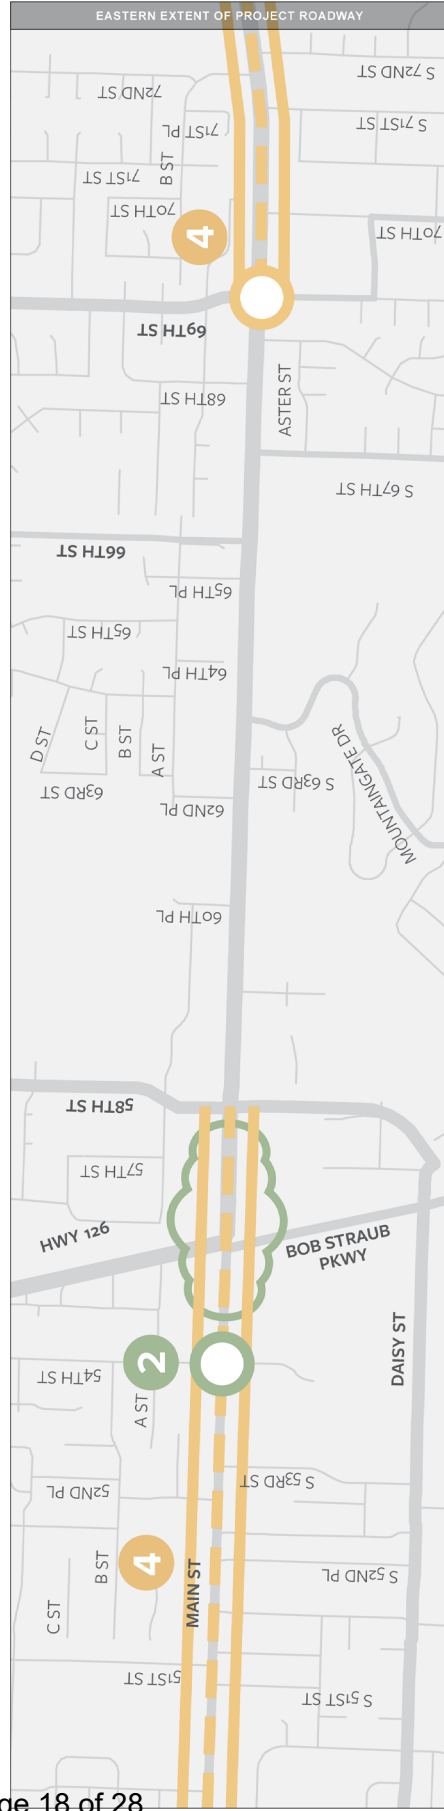 EASTERN EXTENT OF PROJECT ROADWAY
S 72ND ST
72ND ST
71ST PL
S 71ST ST
71ST ST
B ST
70TH ST
4
70TH ST
69TH ST
68TH ST
ASTER ST
S 67TH ST
66TH ST
65TH PL
65TH ST
64TH PL
D ST
C ST
B ST
A ST
MOUNTAINGATE DR
63RD ST
S 63RD ST
62ND PL
60TH PL
58TH ST
57TH ST
HWY 126
BOB STRAUB
PKWY
2
54TH ST
A ST
DAISY ST
52ND PL
S 53RD ST
4
B ST
MAIN ST
S 52ND PL
C ST
51ST ST
S 51ST ST
ge 18 of 28